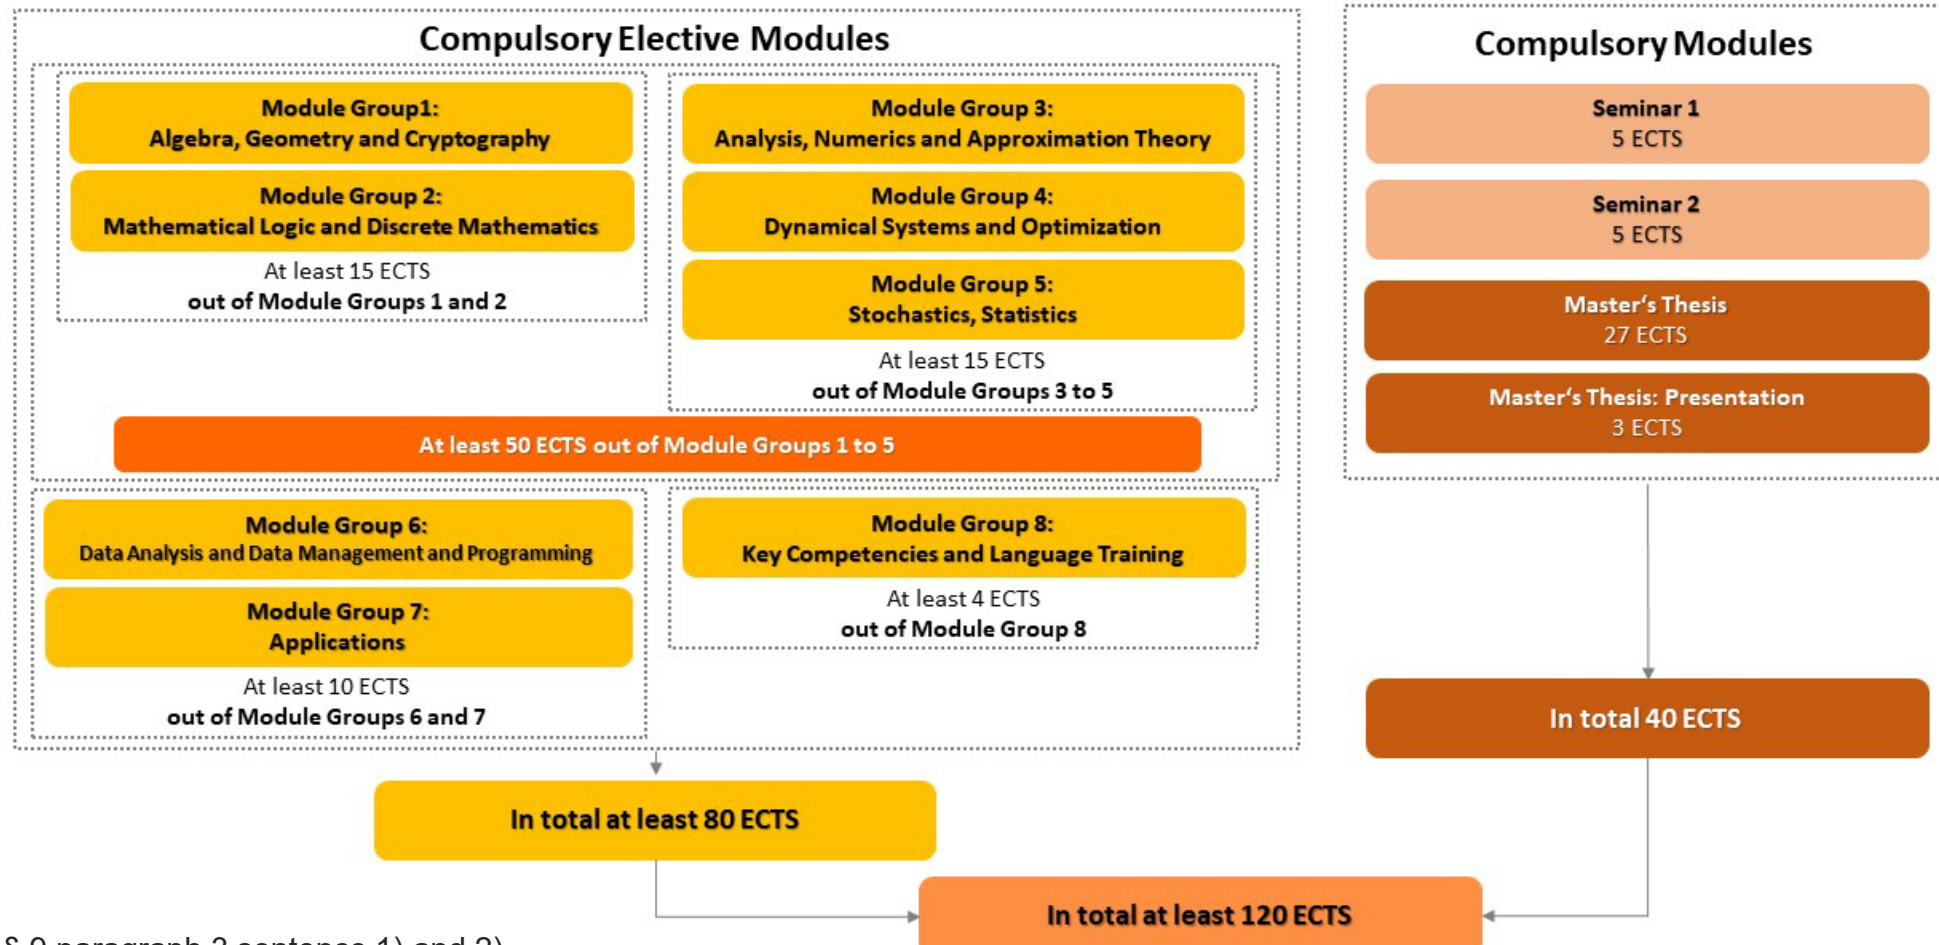 Compulsory Elective Modules
Module Group1:
Algebra, Geometry and Cryptography
Module Group 2:
Mathematical Logic and Discrete Mathematics
At least 15 ECTS
out of Module Groups 1 and 2
Module Group 3:
Analysis, Numerics and Approximation Theory
Module Group 4:
Dynamical Systems and Optimization
Module Group 5:
Stochastics, Statistics
At least 15 ECTS
out of Module Groups 3 to 5
At least 50 ECTS out of Module Groups 1 to 5
Module Group 6:
Data Analysis and Data Management and Programming
Module Group 7:
Applications
At least 10 ECTS
out of Module Groups 6 and 7
Module Group 8:
Key Competencies and Language Training
At least 4 ECTS
out of Module Group 8
In total at least 80 ECTS
Compulsory Modules
Seminar 1
5 ECTS
Seminar 2
5 ECTS
Master‘s Thesis
27 ECTS
Master‘s Thesis: Presentation
3 ECTS
In total 40 ECTS
In total at least 120 ECTS
§ 9 paragraph 3 sentence 1) and 2)